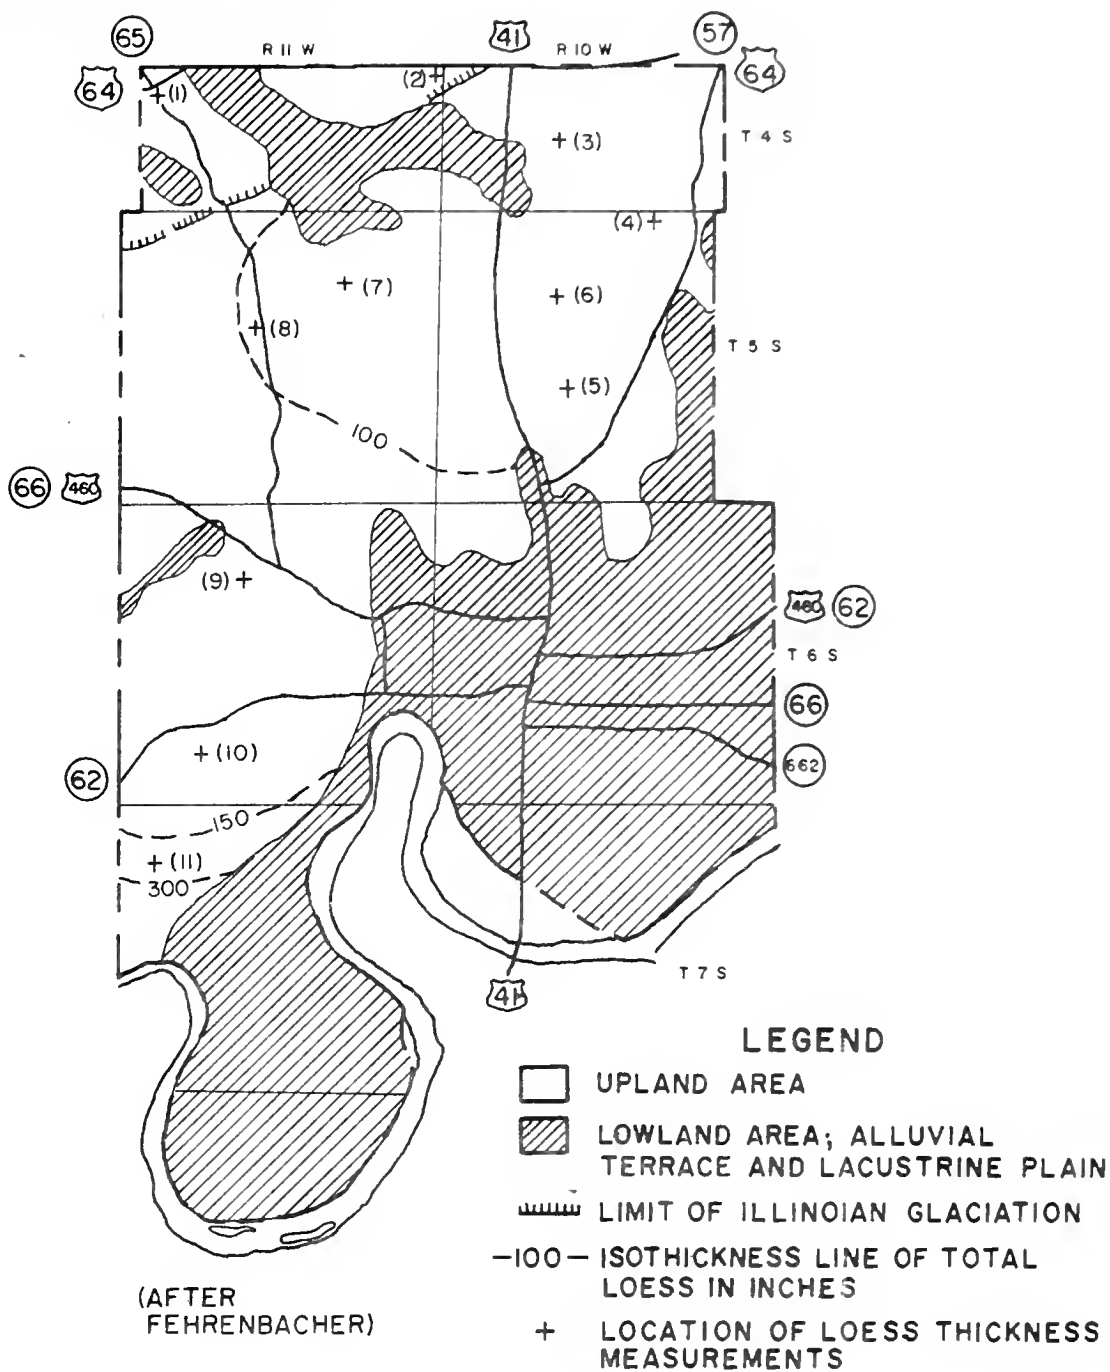 65
R 11 W
41
R 10 W
57
64
64
(1)
(2)
(3)
T 4 S
(4)
(7)
(6)
(8)
T 5 S
(5)
100
66
460
(9)
460
62
T 6 S
66
(10)
62
662
150
(11)
300
T 7 S
41
LEGEND
UPLAND AREA
LOWLAND AREA; ALLUVIAL
TERRACE AND LACUSTRINE PLAIN
LIMIT OF ILLINOIAN GLACIATION
-100- ISOTHICKNESS LINE OF TOTAL
LOESS IN INCHES
+ LOCATION OF LOESS THICKNESS
MEASUREMENTS
(AFTER
FEHRENBACHER)